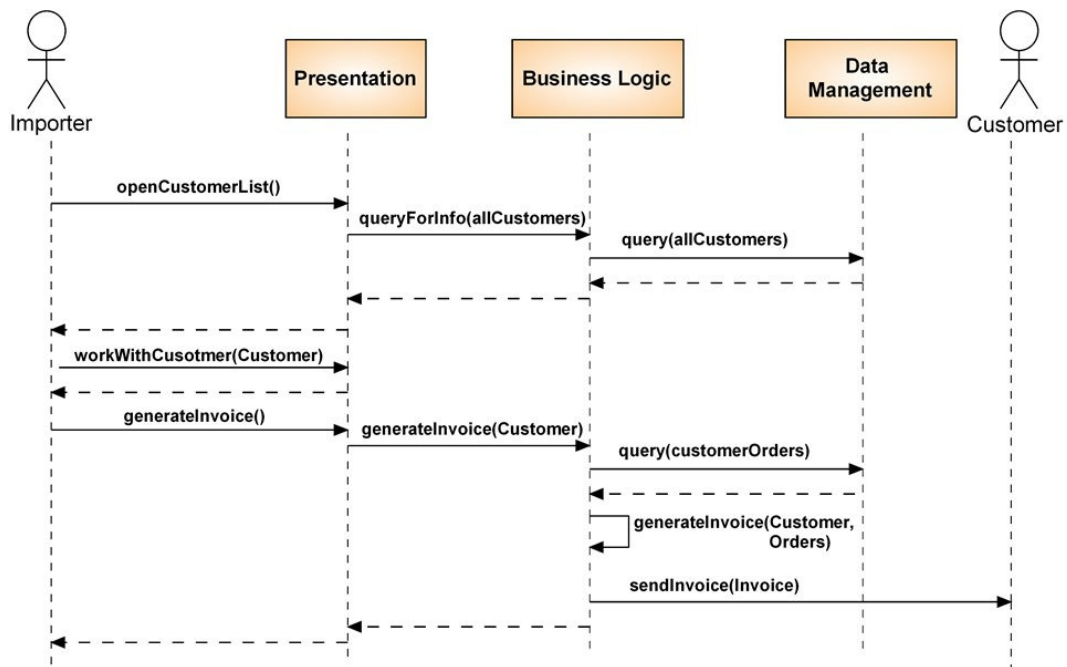 Presentation
Business Logic
Data
Management
Importer
Customer
openCustomerList()
queryForInfo(allCustomers)
query(allCustomers)
workWithCusotmer(Customer)
generateInvoice()
generateInvoice(Customer)
query(customerOrders)
generateInvoice(Customer,
Orders)
sendInvoice(Invoice)